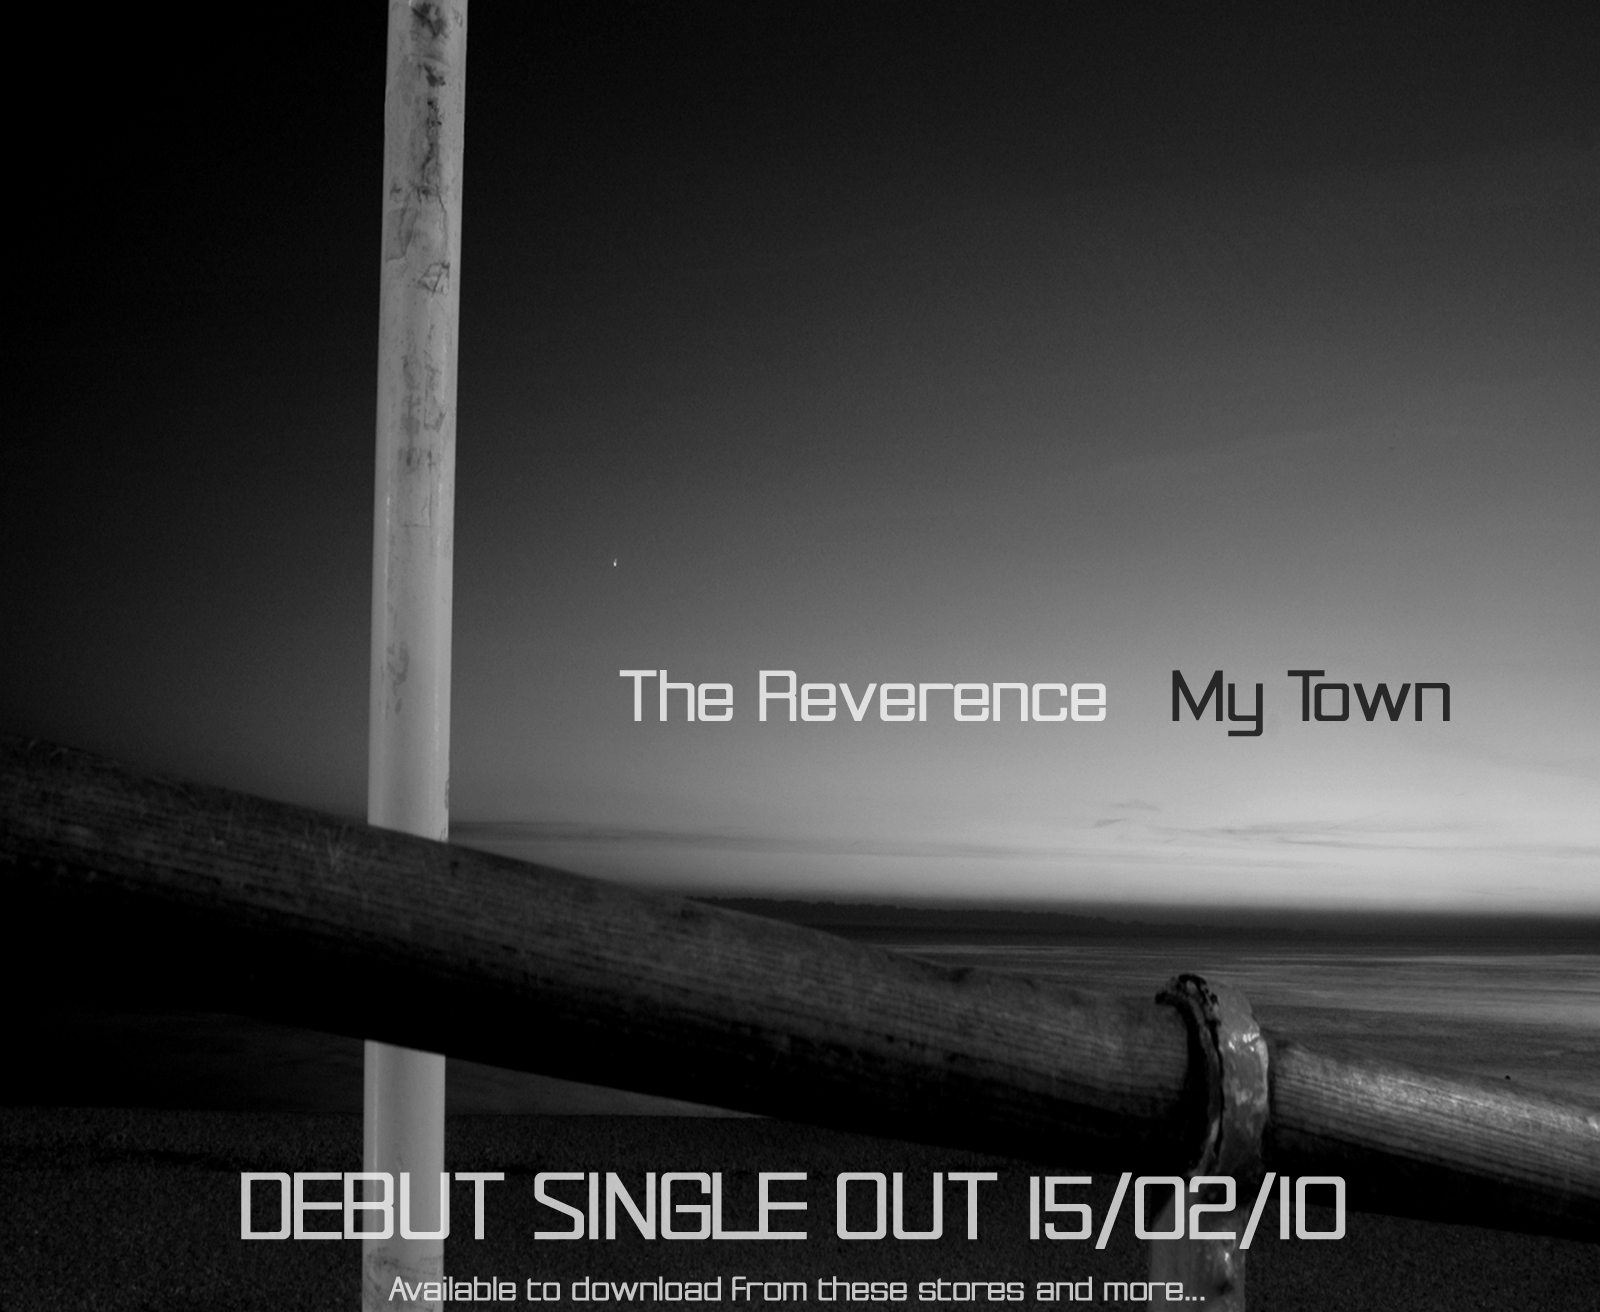 The Reverence My Town
DEBUT SINGLE OUT 15/02/10
Available to download from these stores and more...